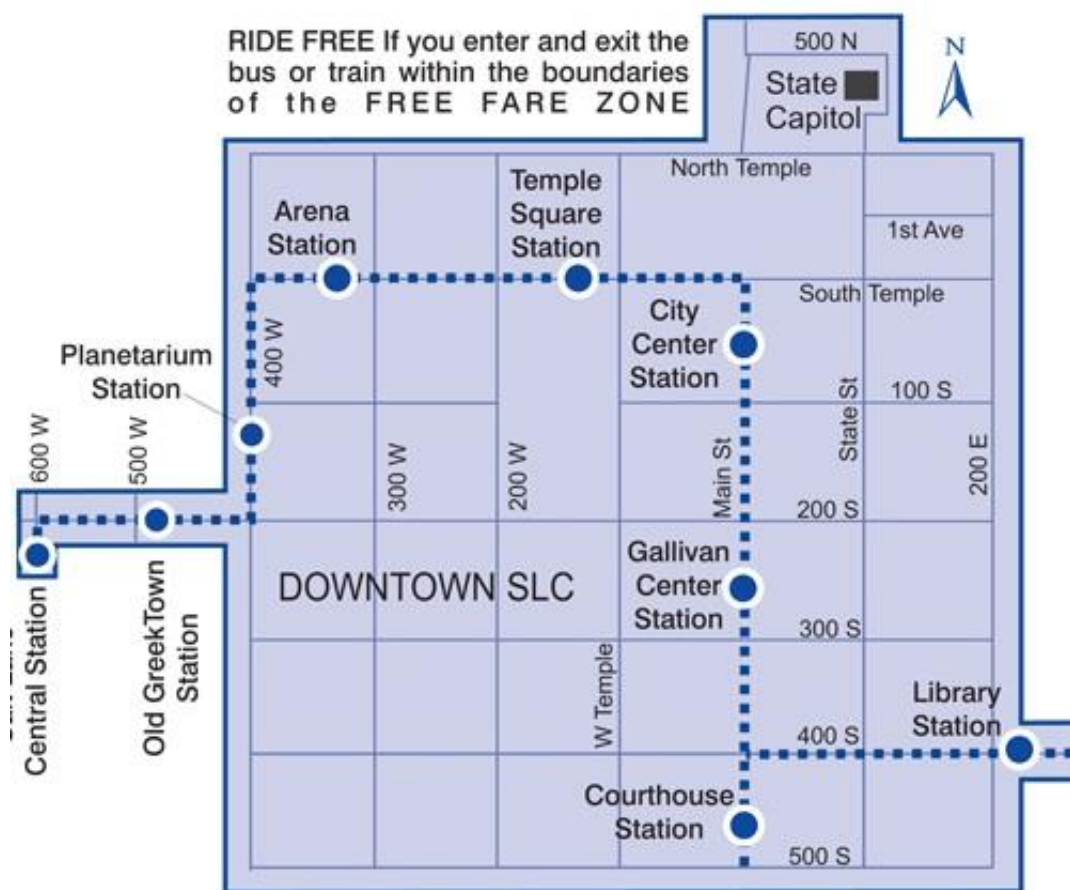 RIDE FREE If you enter and exit the
bus or train within the boundaries
of the FREE FARE ZONE
500 N
N
State
Capitol
North Temple
Arena
Station
Temple
Square
Station
1st Ave
South Temple
City
Center
Station
400 W
Planetarium
Station
State St
100 S
600 W
500 W
300 W
200 W
Main St
200 E
200 S
Gallivan
Center
Station
DOWNTOWN SLC
300 S
Central Station
Old GreekTown
Station
W Temple
Library
Station
400 S
Courthouse
Station
500 S